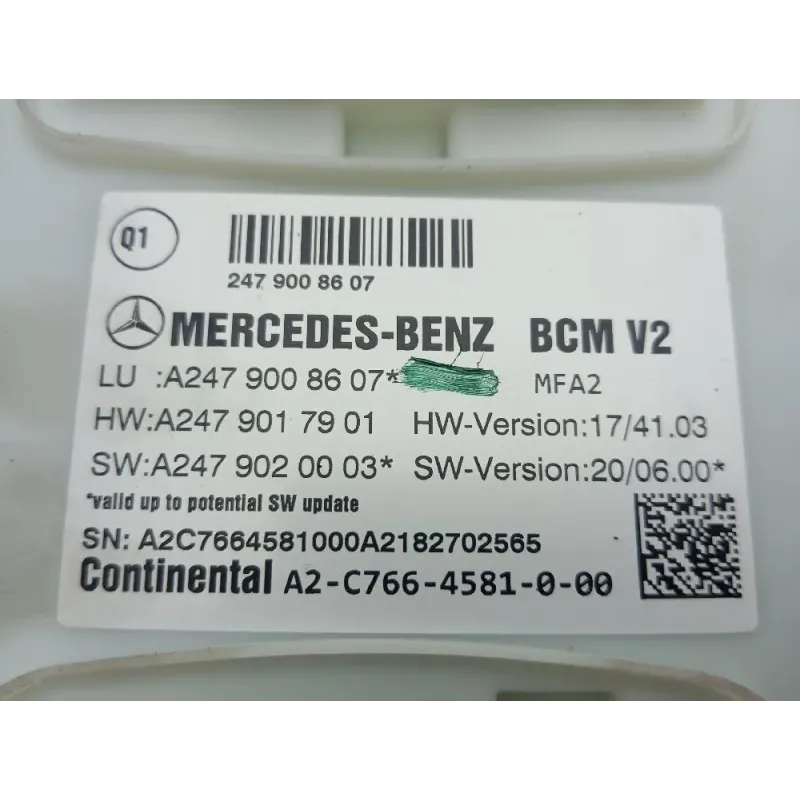 Q1
247 900 86 07
MERCEDES-BENZ BCM V2
LU :A247 900 86 07* MFA2
HW:A247 901 79 01 HW-Version:17/41.03
SW:A247 902 00 03* SW-Version:20/06.00*
*valid up to potential SW update
SN: A2C7664581000A2182702565
Continental A2-C766-4581-0-00